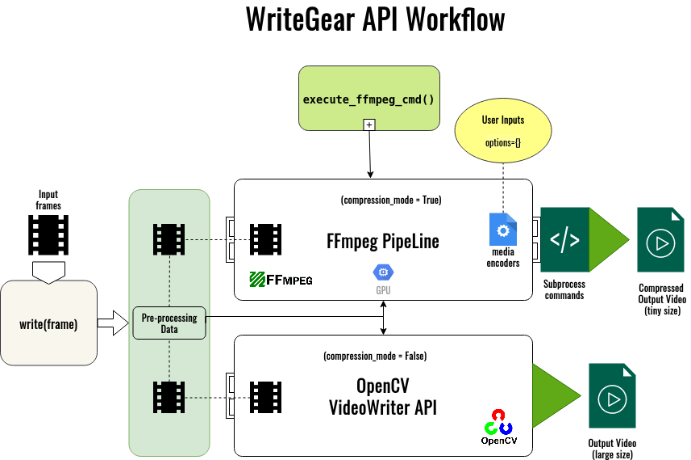 WriteGear API Workflow
execute_ffmpeg_cmd()
+
User Inputs
options={}
Input
frames
(compression_mode = True)
FFmpeg PipeLine
media
encoders
FFMPEG
GPU
</>
Subprocess
commands
Compressed
Output Video
(tiny size)
write(frame)
Pre-processing
Data
(compression_mode = False)
OpenCV
VideoWriter API
OpenCV
Output Video
(large size)